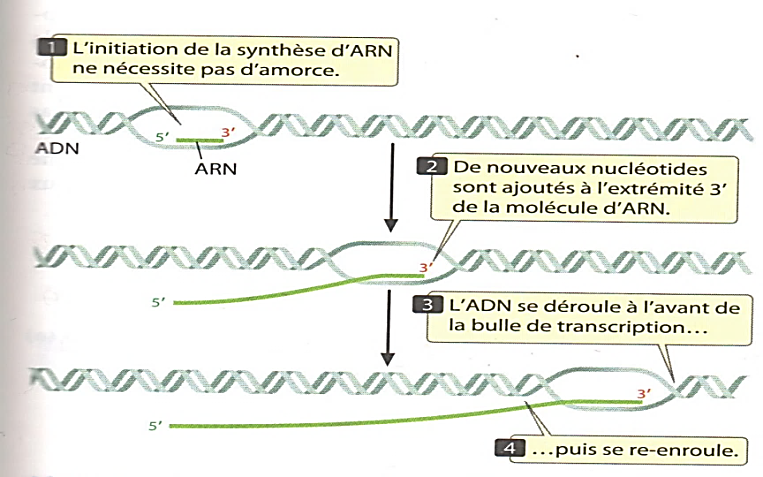 1 L'initiation de la synthèse d'ARN
ne nécessite pas d'amorce.
5' 3'
ADN
ARN
2 De nouveaux nucléotides
sont ajoutés à l'extrémité 3'
de la molécule d'ARN.
3'
5'
3 L'ADN se déroule à l'avant de
la bulle de transcription…
3'
5'
4 …puis se re-enroule.